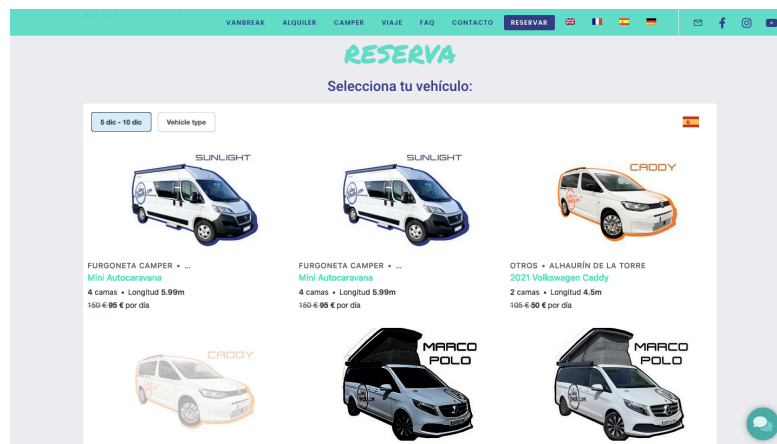 VANBREAK ALQUILER CAMPER VIAJE FAQ CONTACTO RESERVAR
RESERVA
Selecciona tu vehículo:
5 dic - 10 dic Vehicle type
SUNLIGHT SUNLIGHT CADDY
FURGONETA CAMPER • ... FURGONETA CAMPER • ... OTROS • ALHAURÍN DE LA TORRE
Mini Autocaravana Mini Autocaravana 2021 Volkswagen Caddy
4 camas • Longitud 5.99m 4 camas • Longitud 5.99m 2 camas • Longitud 4.5m
150 € 95 € por día 150 € 95 € por día 105 € 50 € por día
CADDY MARCO POLO MARCO POLO